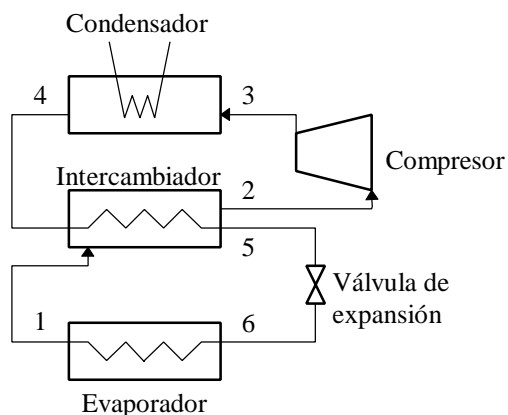 Condensador
4
3
Compresor
Intercambiador
2
5
Válvula de
expansión
1
6
Evaporador